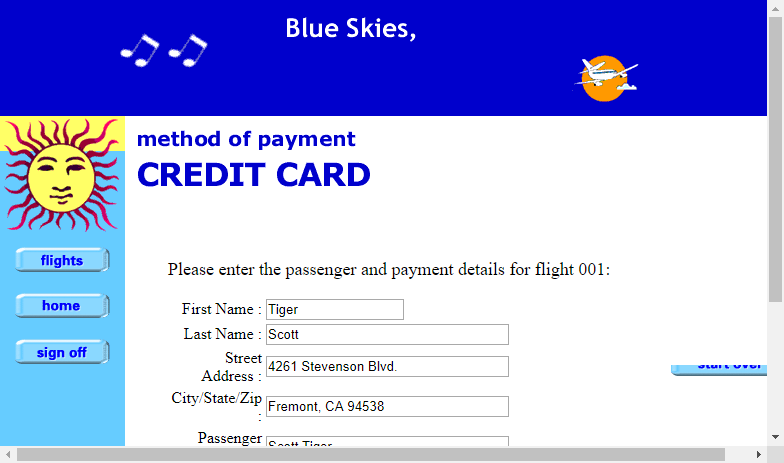 Blue Skies,
method of payment
CREDIT CARD
flights
home
sign off
Please enter the passenger and payment details for flight 001:
First Name : Tiger
Last Name : Scott
Street
Address : 4261 Stevenson Blvd.
start over
City/State/Zip
: Fremont, CA 94538
Passenger
Scott Tiger